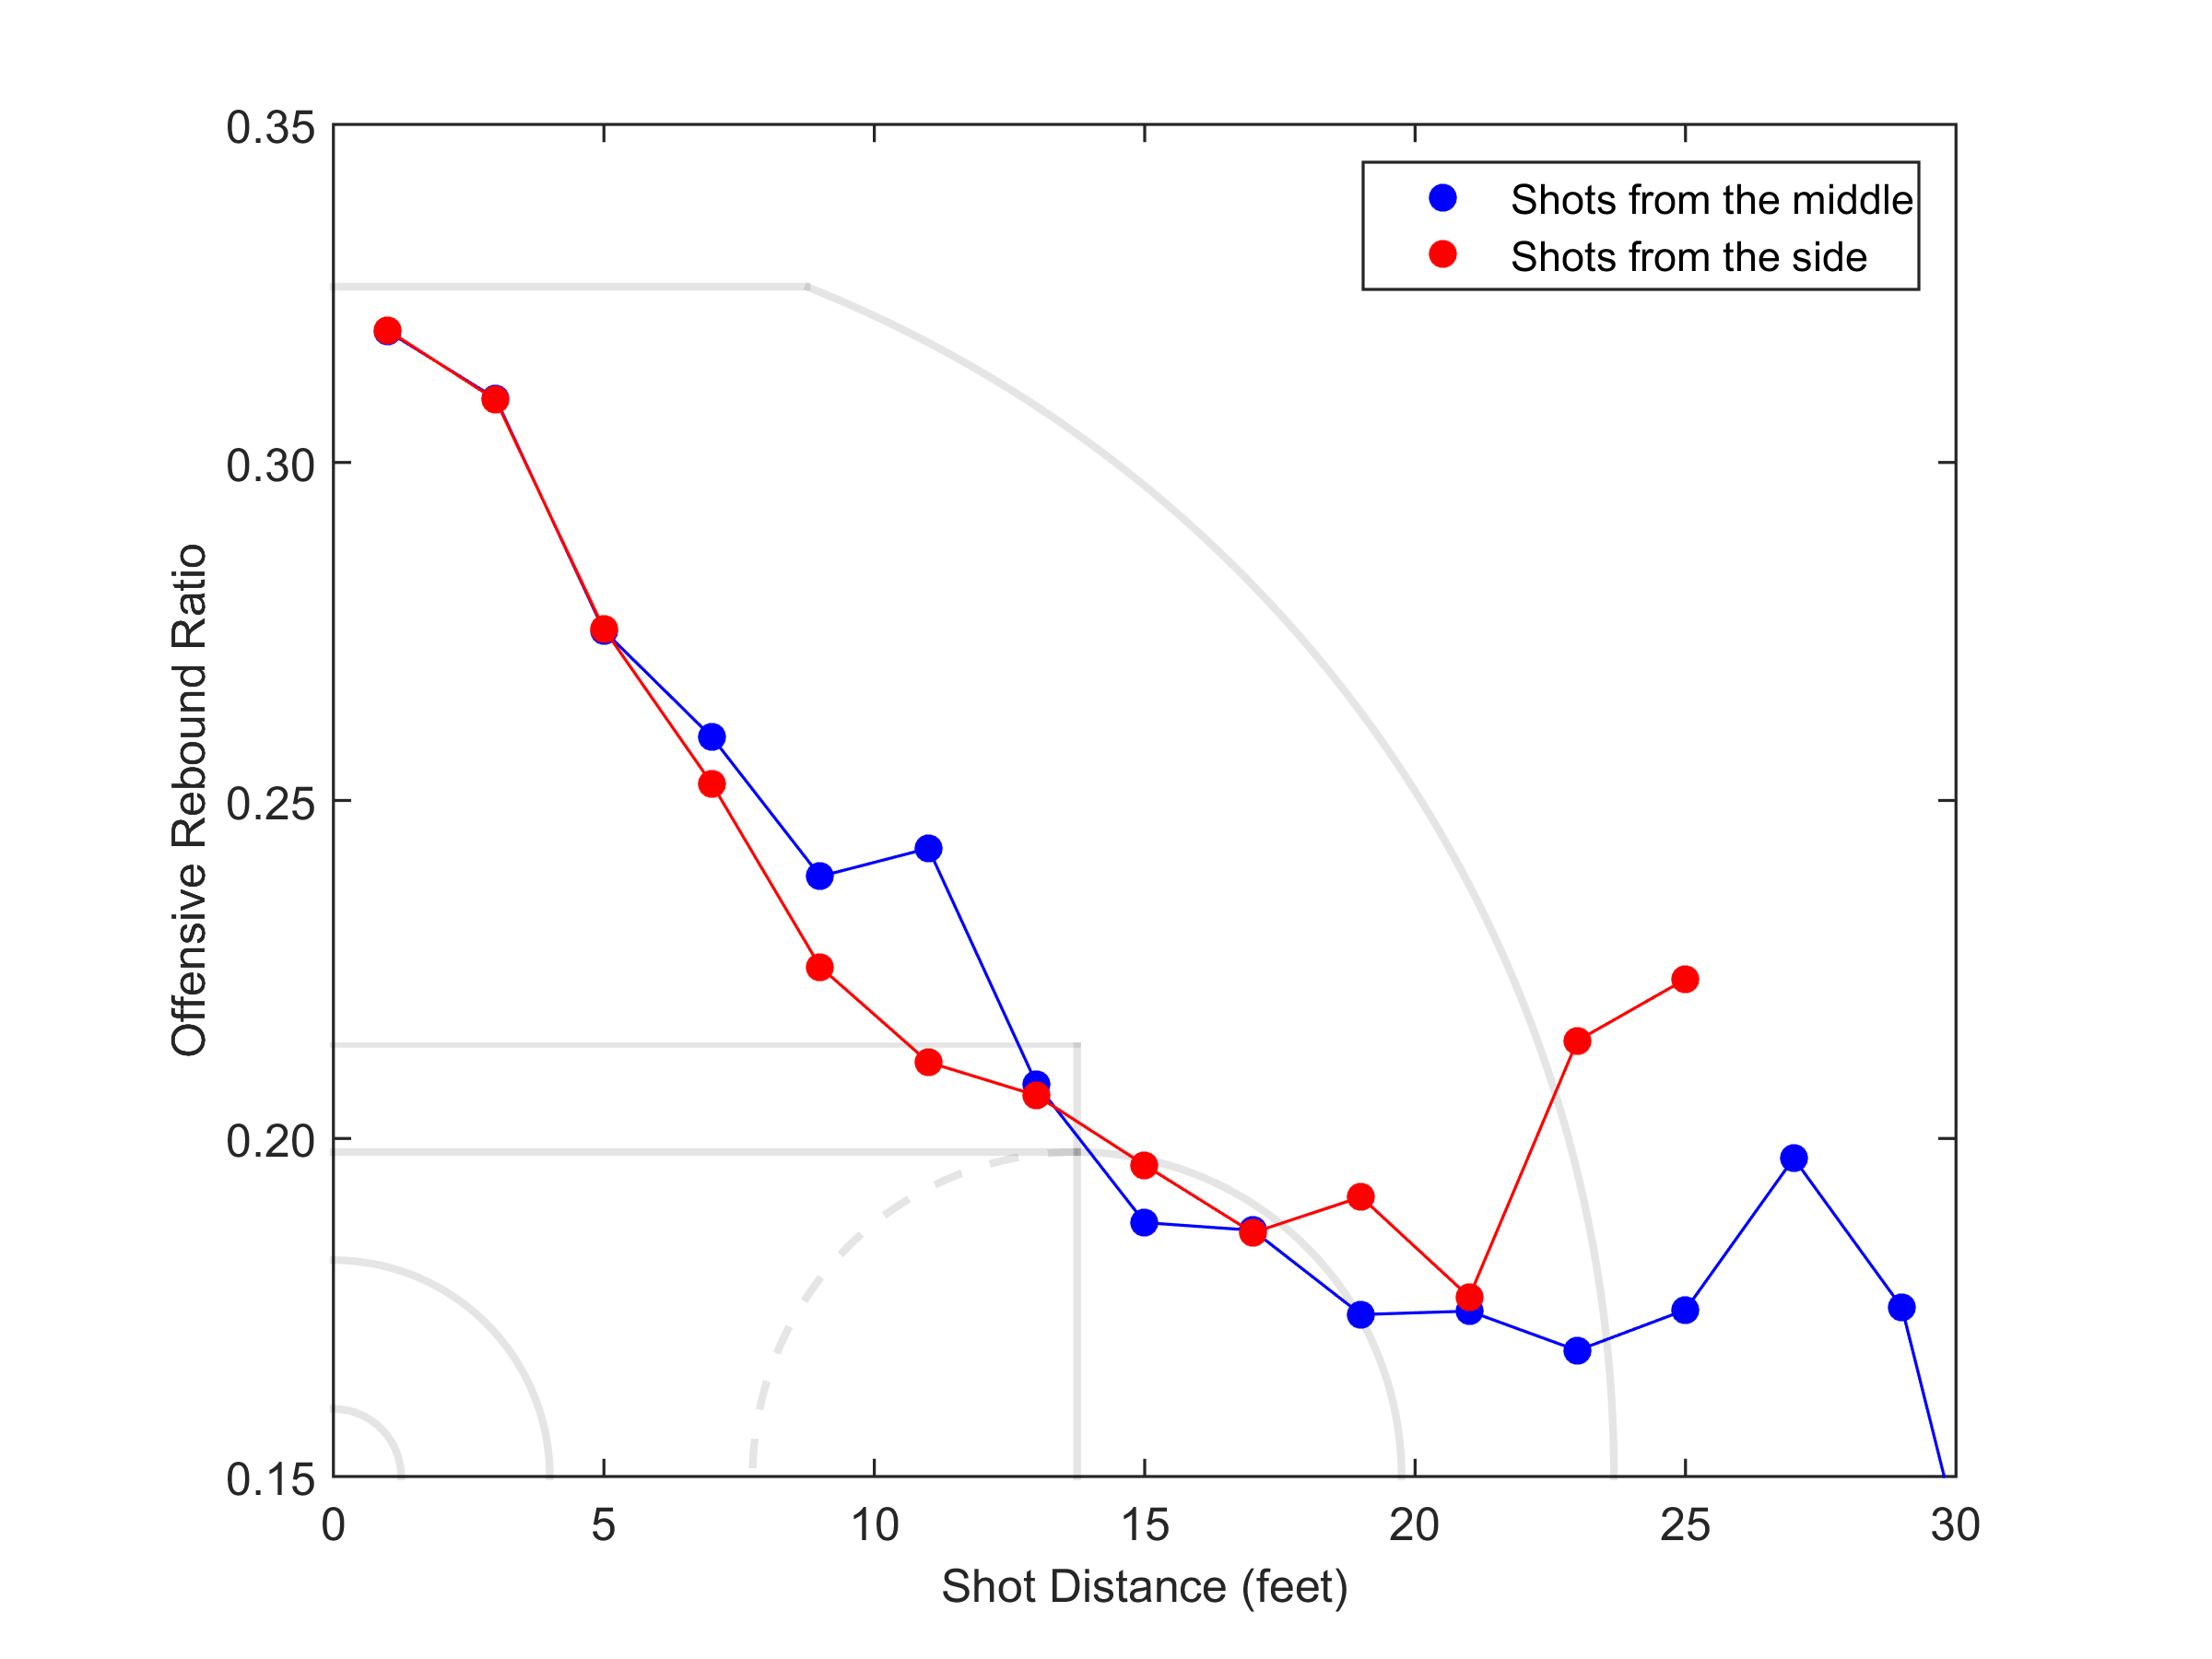 0.35
0.30
0.25
0.20
0.15
Offensive Rebound Ratio
Shots from the middle
Shots from the side
0 5 10 15 20 25 30
Shot Distance (feet)